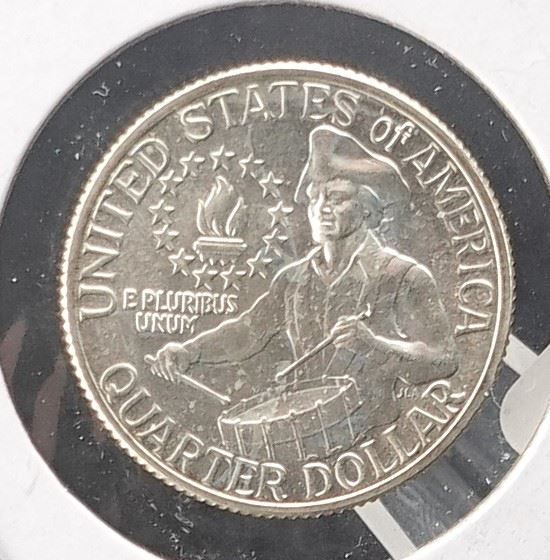 UNITED STATES of AMERICA
E PLURIBUS
UNUM
JLA
QUARTER DOLLAR